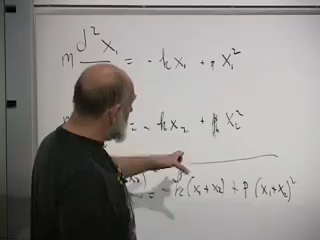 m d²x₁ = - kx₁ + p x₁²
= - kx₂ + p x₂²
= - k(x₁+x₂) + p (x₁+x₂)²